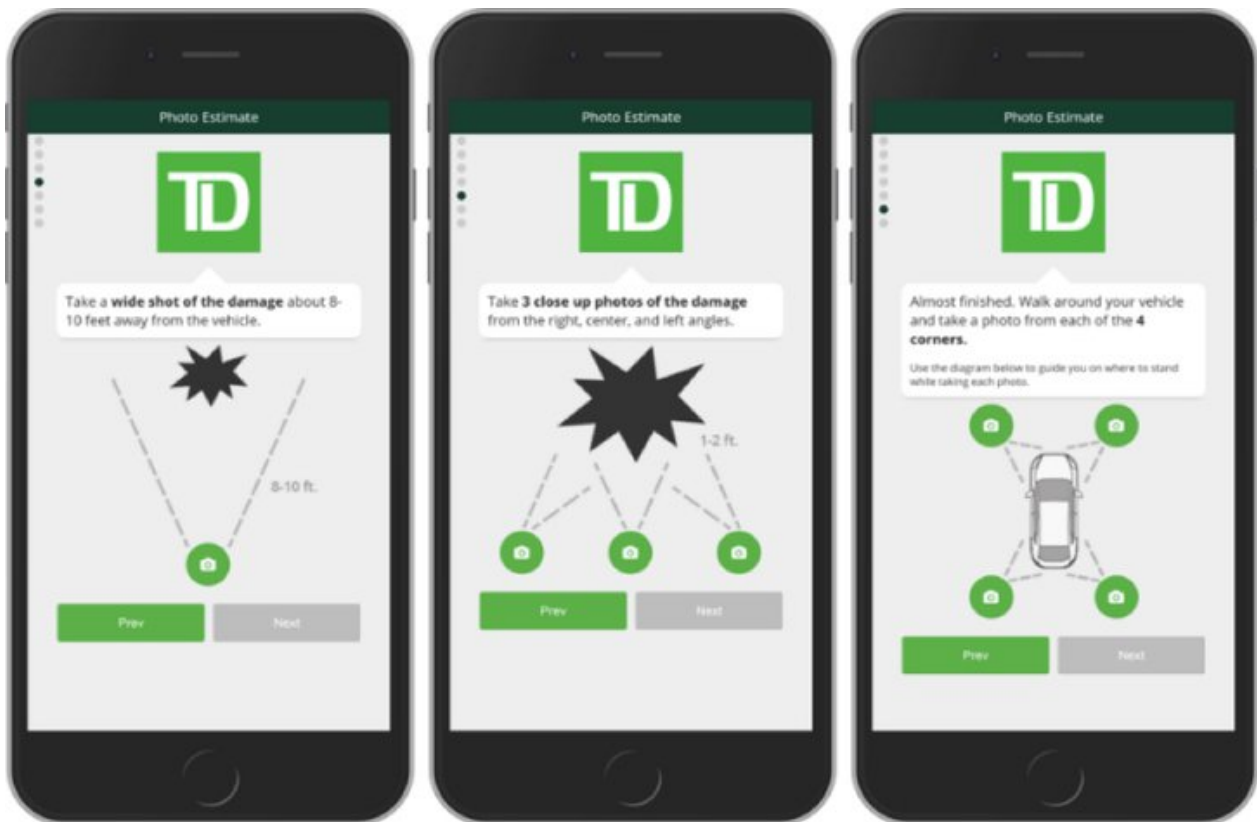 Photo Estimate
TD
Take a wide shot of the damage about 8-
10 feet away from the vehicle.
8-10 ft.
Prev
Next
Photo Estimate
TD
Take 3 close up photos of the damage
from the right, center, and left angles.
1-2 ft.
Prev
Next
Photo Estimate
TD
Almost finished. Walk around your vehicle
and take a photo from each of the 4
corners.
Use the diagram below to guide you on where to stand
while taking each photo.
Prev
Next